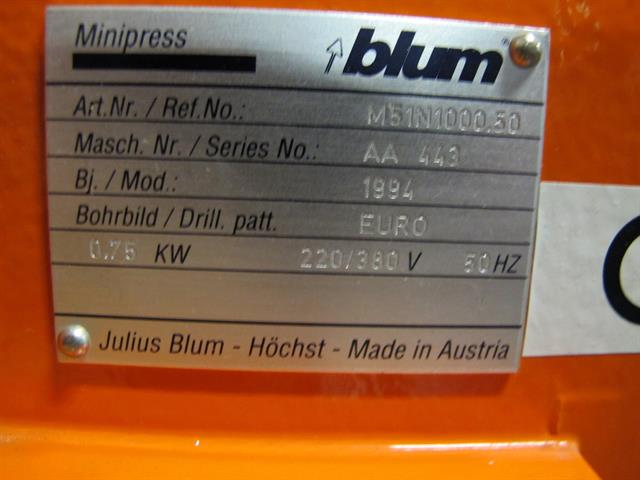 Minipress
blum
Art.Nr. / Ref.No.: M51N1000.50
Masch. Nr. / Series No.: AA 443
Bj. / Mod.: 1994
Bohrbild / Drill. patt. EURO
0.75 KW 220/380 V 50 HZ
Julius Blum - Höchst - Made in Austria